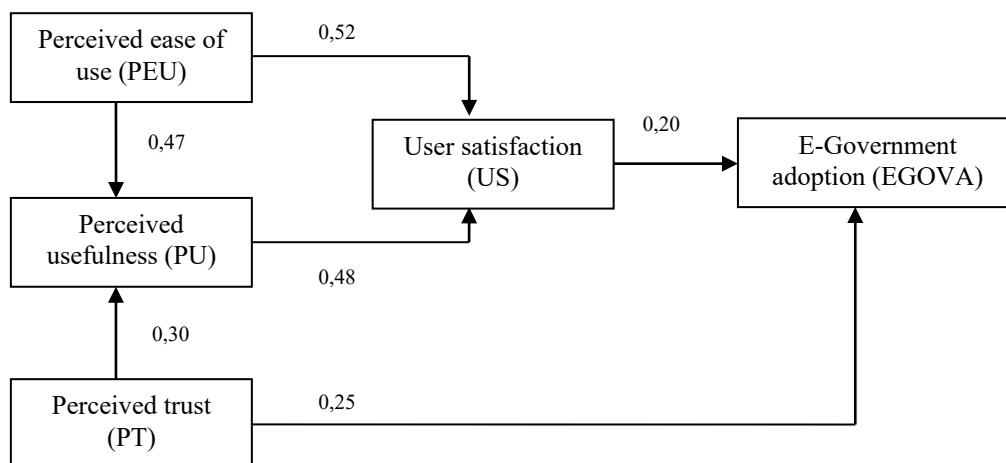 Perceived ease of
use (PEU)
0,52
0,47
User satisfaction
(US)
0,20
E-Government
adoption (EGOVA)
Perceived
usefulness (PU)
0,48
0,30
Perceived trust
(PT)
0,25